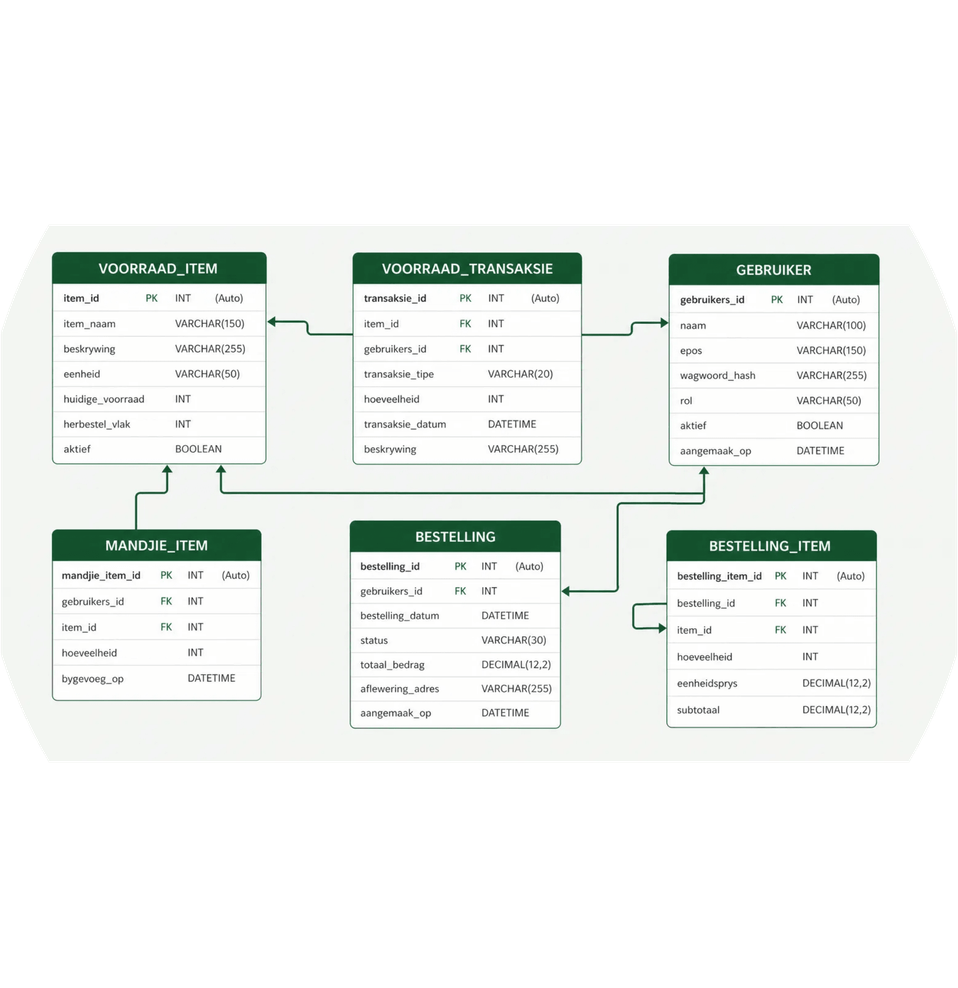 VOORRAAD_ITEM
item_id PK INT (Auto)
item_naam VARCHAR(150)
beskrywing VARCHAR(255)
eenheid VARCHAR(50)
huidige_voorraad INT
herbestel_vlak INT
aktief BOOLEAN
VOORRAAD_TRANSAKSIE
transaksie_id PK INT (Auto)
item_id FK INT
gebruikers_id FK INT
transaksie_tipe VARCHAR(20)
hoeveelheid INT
transaksie_datum DATETIME
beskrywing VARCHAR(255)
GEBRUIKER
gebruikers_id PK INT (Auto)
naam VARCHAR(100)
epos VARCHAR(150)
wagwoord_hash VARCHAR(255)
rol VARCHAR(50)
aktief BOOLEAN
aangemaak_op DATETIME
MANDJIE_ITEM
mandjie_item_id PK INT (Auto)
gebruikers_id FK INT
item_id FK INT
hoeveelheid INT
bygevoeg_op DATETIME
BESTELLING
bestelling_id PK INT (Auto)
gebruikers_id FK INT
bestelling_datum DATETIME
status VARCHAR(30)
totaal_bedrag DECIMAL(12,2)
aflewering_adres VARCHAR(255)
aangemaak_op DATETIME
BESTELLING_ITEM
bestelling_item_id PK INT (Auto)
bestelling_id FK INT
item_id FK INT
hoeveelheid INT
eenheidsprys DECIMAL(12,2)
subtotaal DECIMAL(12,2)